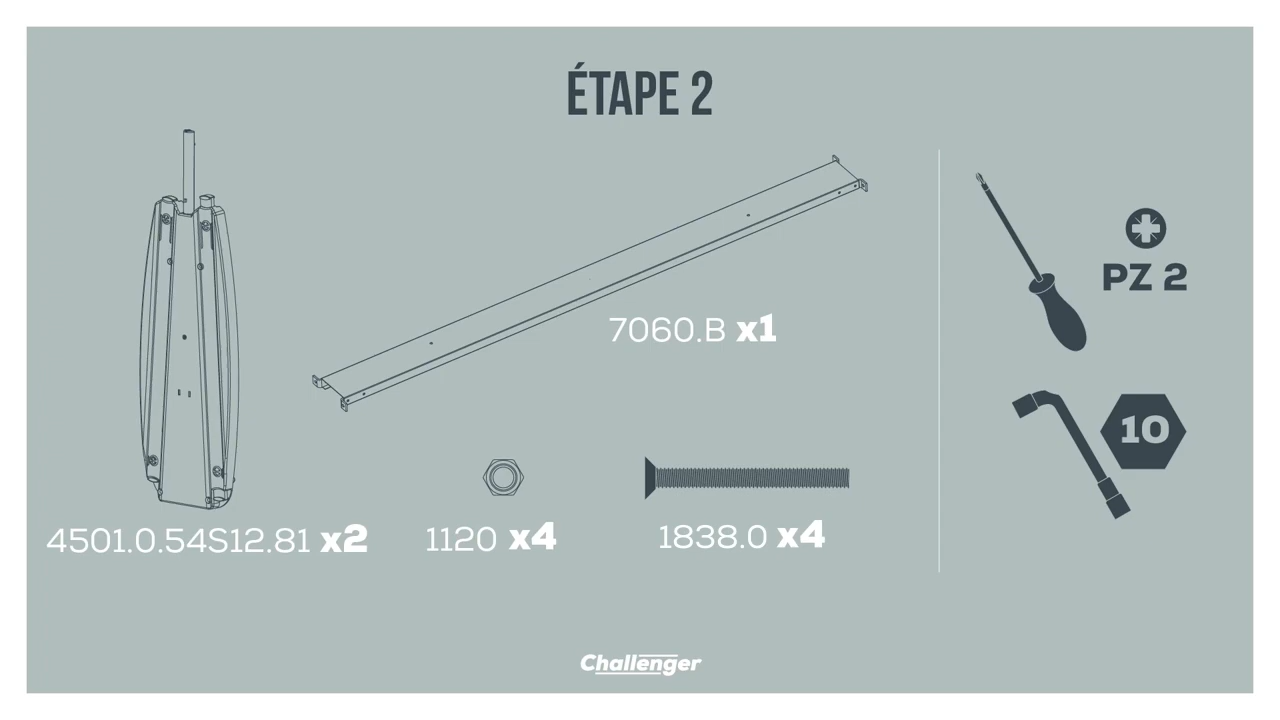 ÉTAPE 2
7060.B x1
PZ 2
10
4501.0.54S12.81 x2
1120 x4
1838.0 x4
Challenger